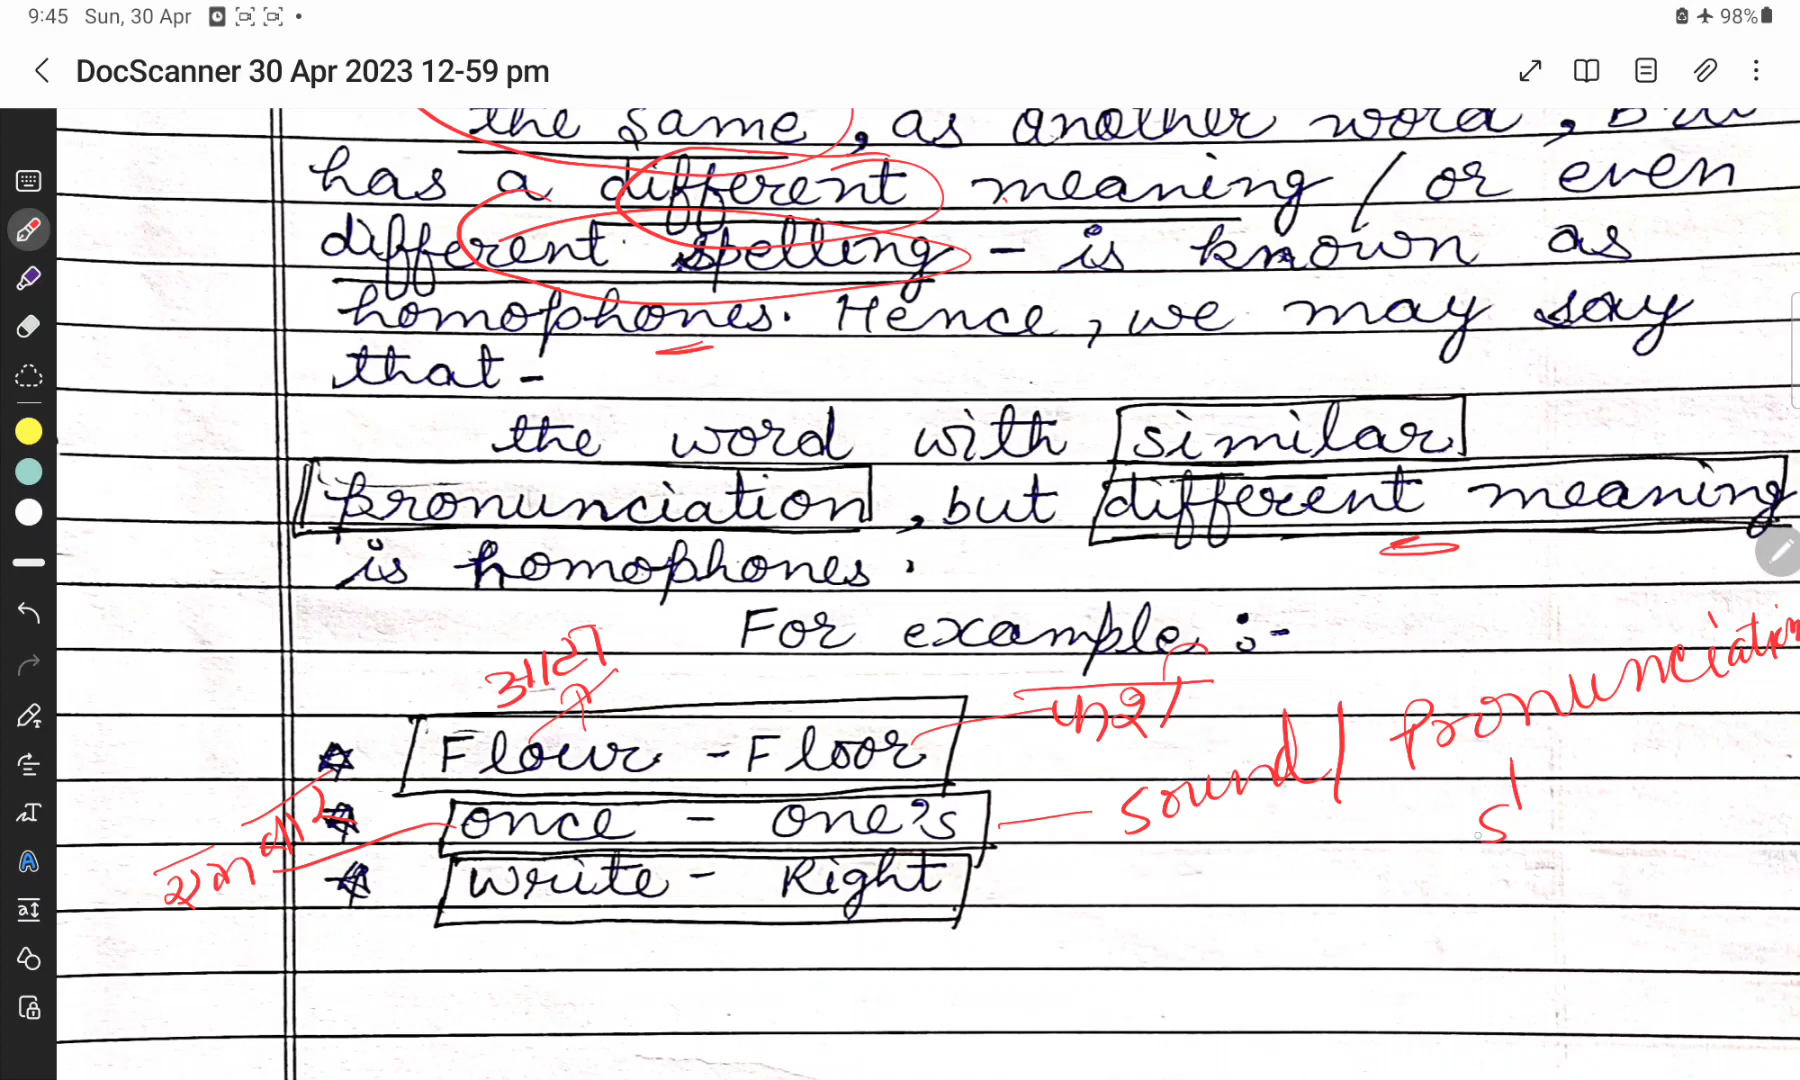 9:45 Sun, 30 Apr
98%
DocScanner 30 Apr 2023 12-59 pm
the same, as another word, but
has a different meaning / or even
different spelling - is known as
homophones. Hence, we may say
that -
the word with similar
pronunciation, but different meaning
is homophones.
For example :-
आटा
फर्श
Flour - Floor
sound / Pronunciation
once - one's
s
एक बार
write - Right